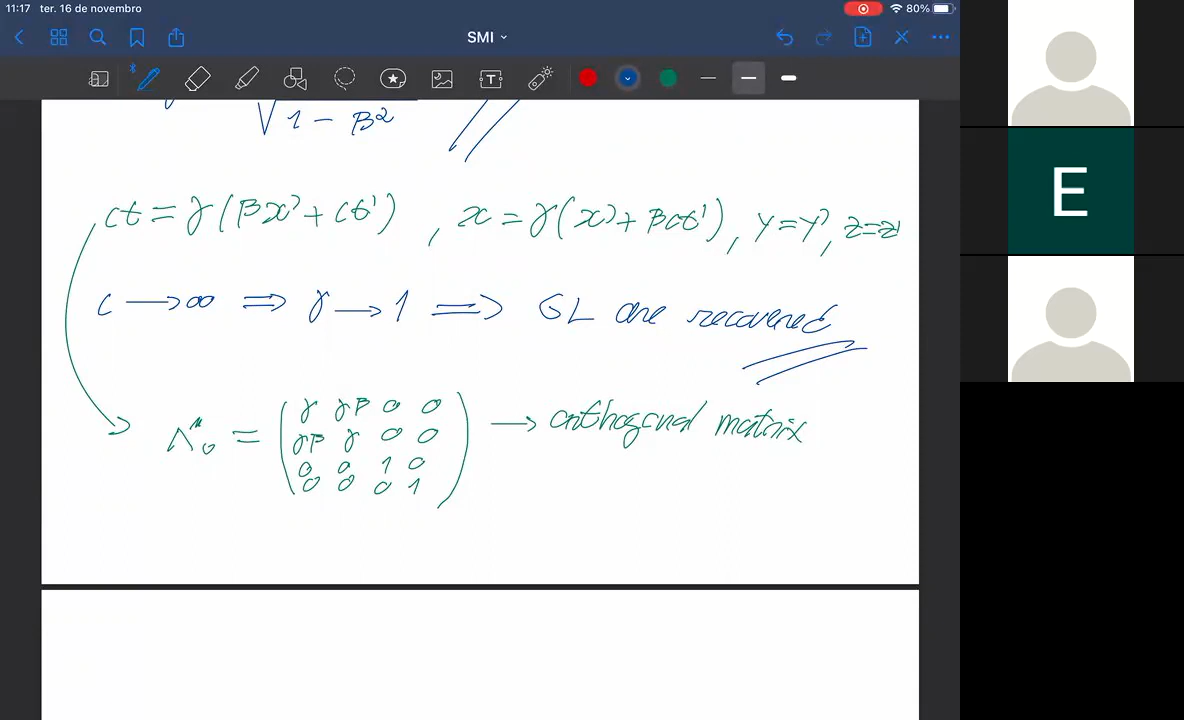 11:17 ter. 16 de novembro 80%
SMI
T
√1 - β²
ct = γ(βx' + ct') , x = γ(x' + βct'), y = y', z = z'
c → ∞ ⇒ γ → 1 ⇒ GL are recovered
Λ^μ_ν = ( γ γβ 0 0 → orthogonal matrix
γβ γ 0 0
0 0 1 0
0 0 0 1 )
E